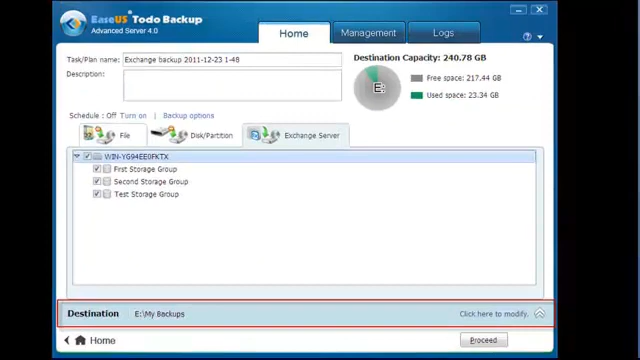 EaseUS® Todo Backup
Advanced Server 4.0
Home
Management
Logs
Task/Plan name: Exchange backup 2011-12-23 1-48
Description:
Destination Capacity: 240.78 GB
E:
Free space: 217.44 GB
Used space: 23.34 GB
Schedule: Off Turn on | Backup options
File
Disk/Partition
Exchange Server
WIN-YG94EE0FKTX
First Storage Group
Second Storage Group
Test Storage Group
Destination E:\My Backups Click here to modify.
Home
Proceed